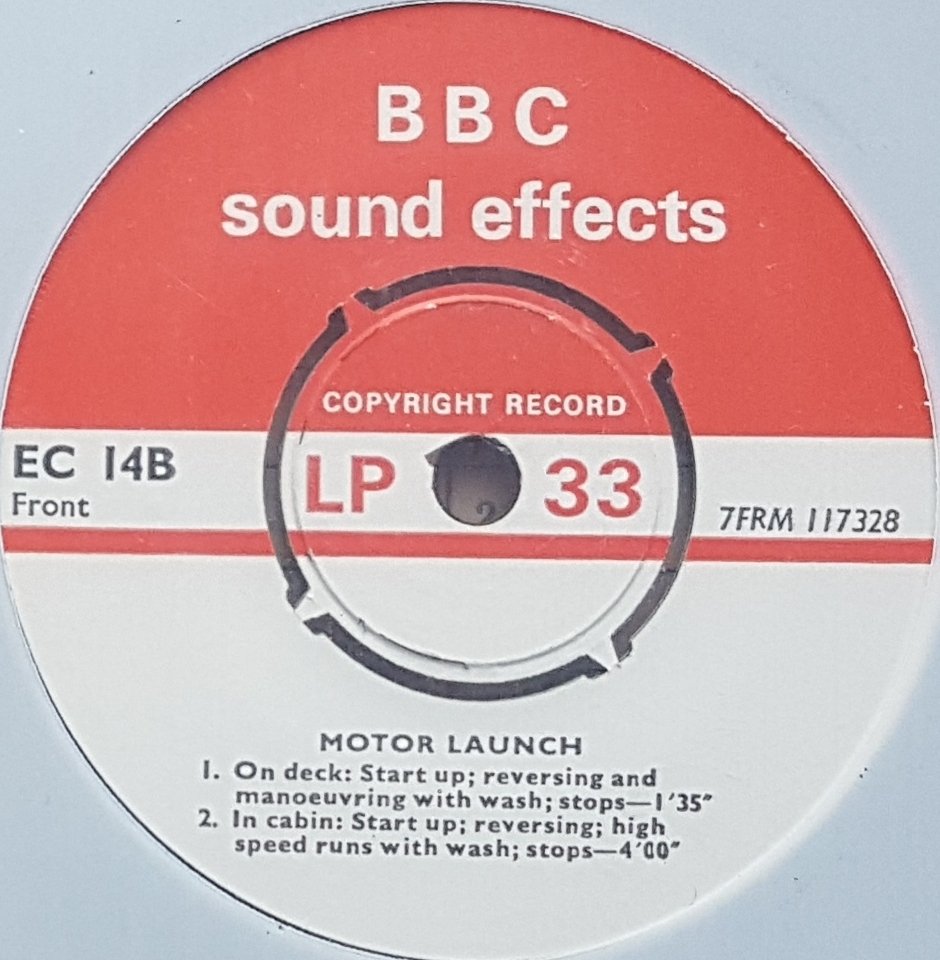 BBC
sound effects
COPYRIGHT RECORD
EC 14B
LP 33
Front
7FRM 117328
MOTOR LAUNCH
1. On deck: Start up; reversing and
manoeuvring with wash; stops—1′35″
2. In cabin: Start up; reversing; high
speed runs with wash; stops—4′00″